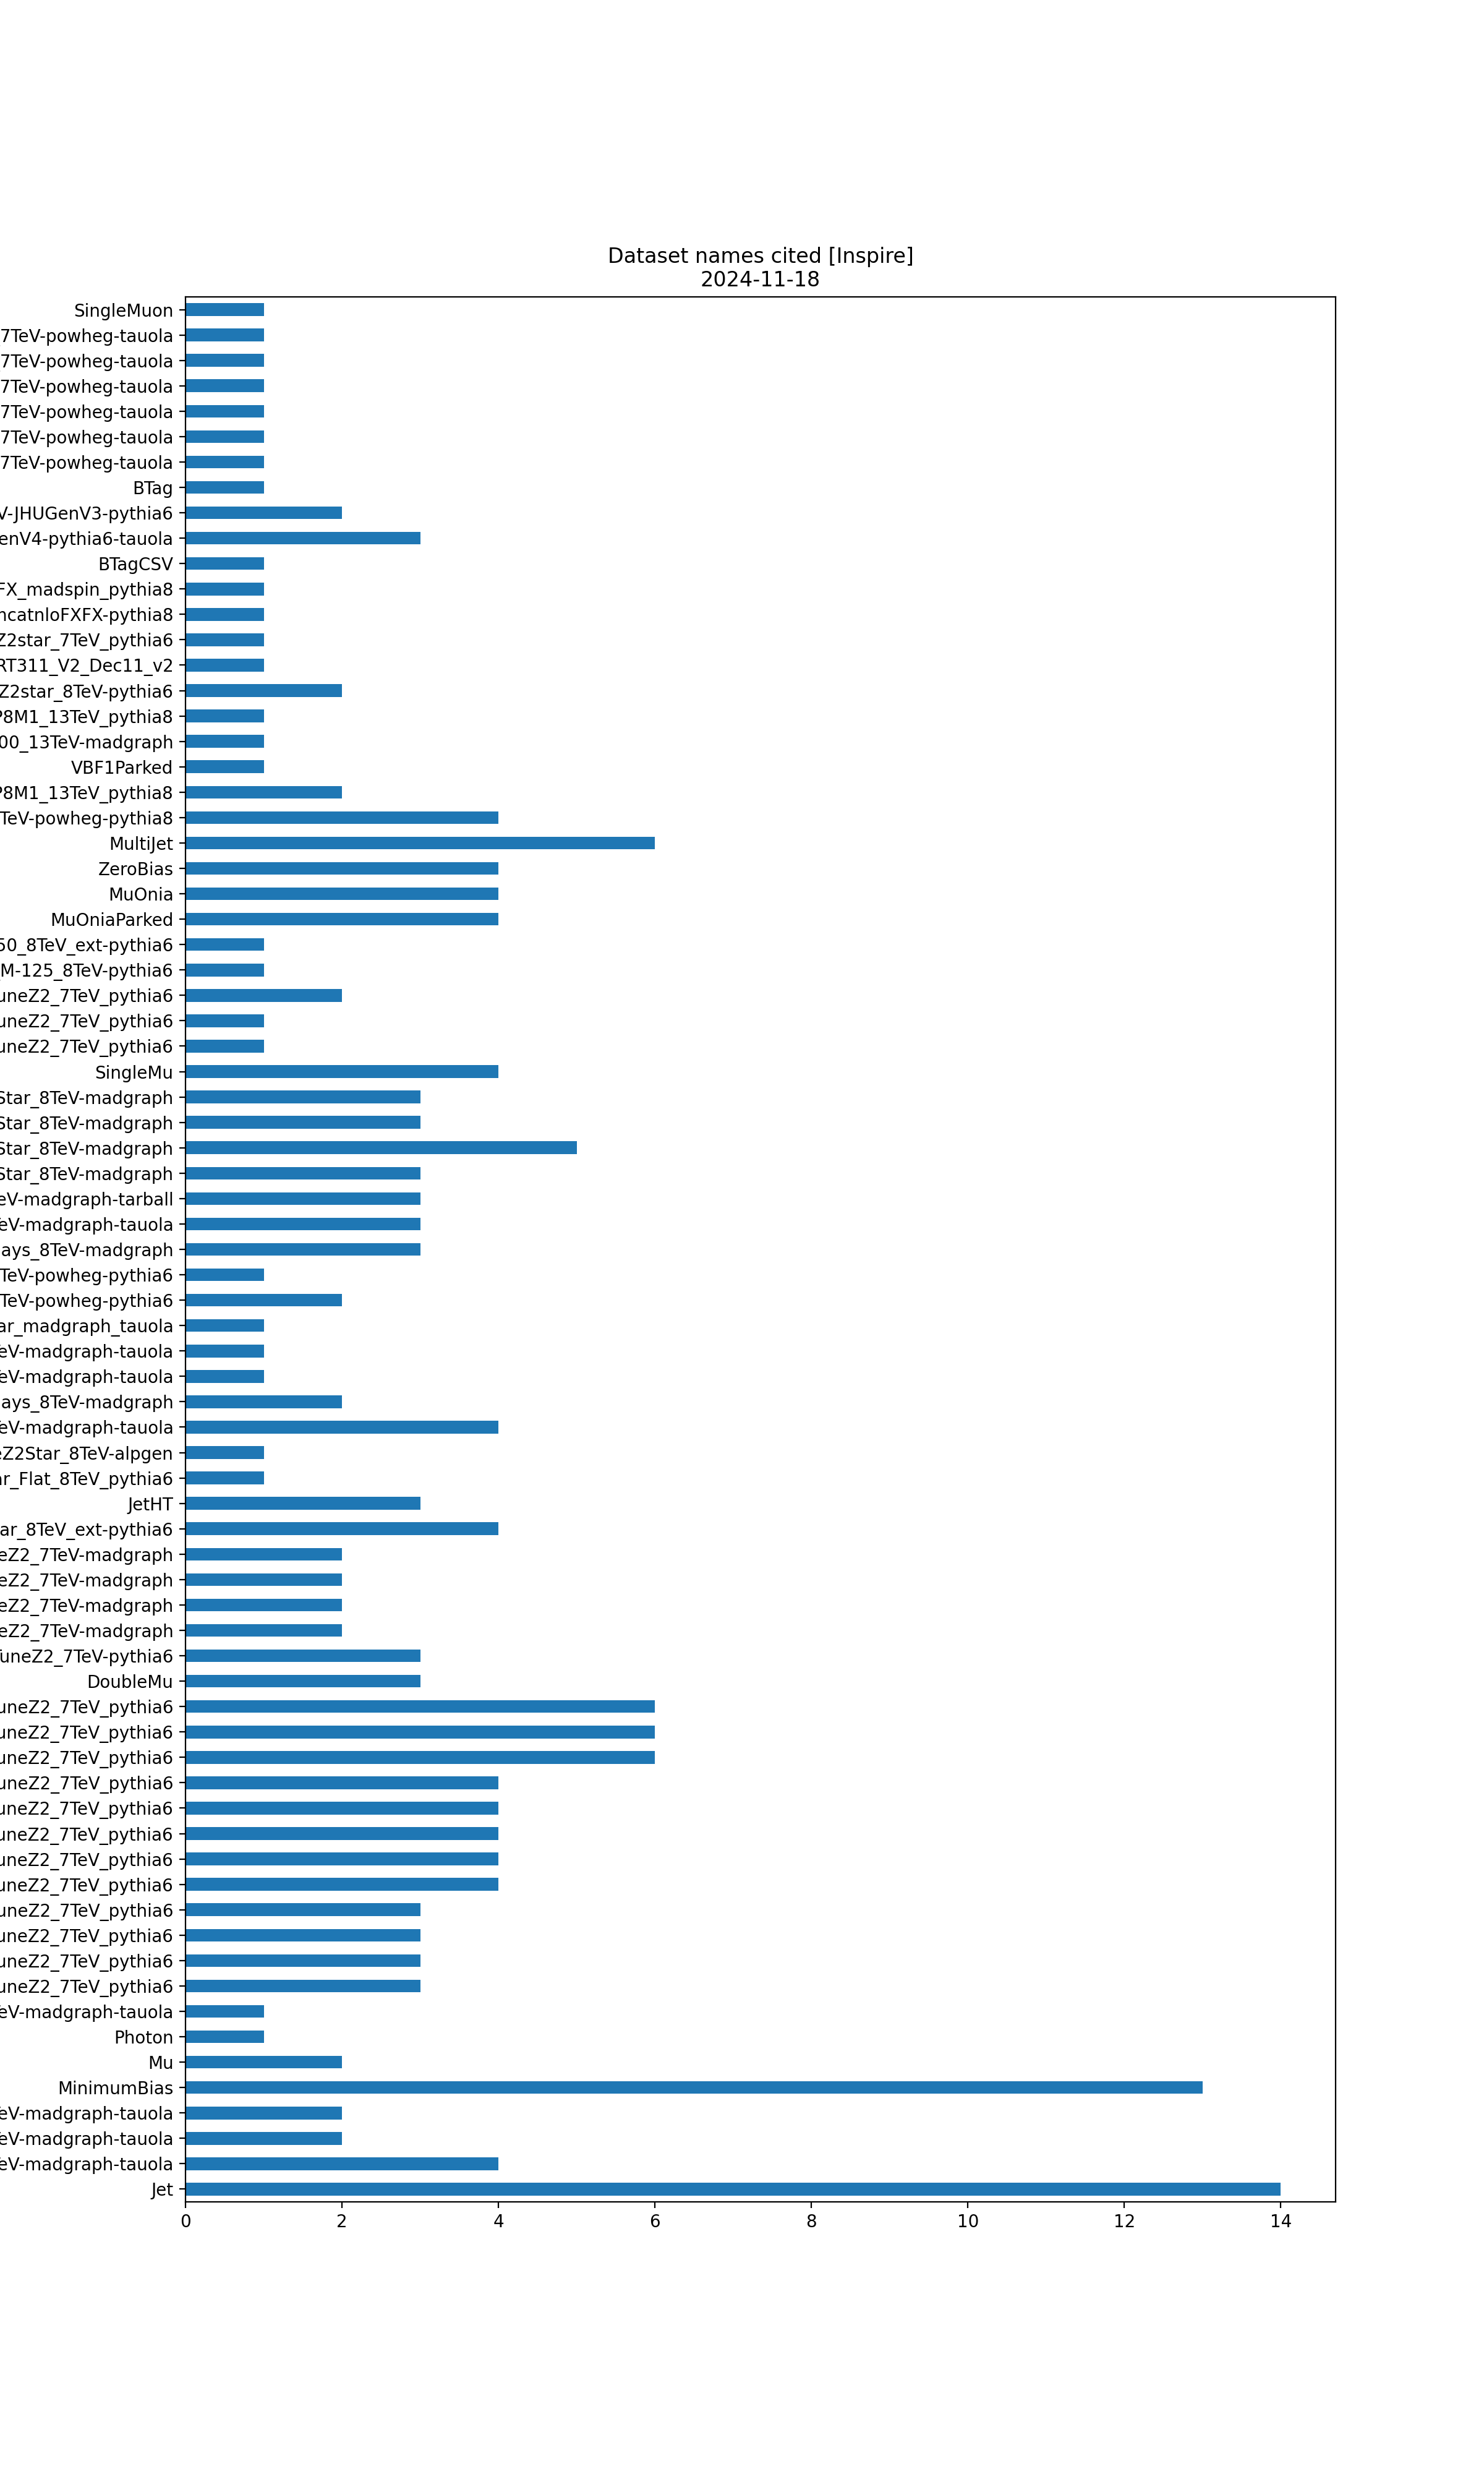 Dataset names cited [Inspire]
2024-11-18
SingleMuon
7TeV-powheg-tauola
7TeV-powheg-tauola
7TeV-powheg-tauola
7TeV-powheg-tauola
7TeV-powheg-tauola
7TeV-powheg-tauola
BTag
V-JHUGenV3-pythia6
enV4-pythia6-tauola
BTagCSV
FX_madspin_pythia8
ncatnloFXFX-pythia8
Z2star_7TeV_pythia6
RT311_V2_Dec11_v2
Z2star_8TeV-pythia6
P8M1_13TeV_pythia8
00_13TeV-madgraph
VBF1Parked
P8M1_13TeV_pythia8
TeV-powheg-pythia8
MultiJet
ZeroBias
MuOnia
MuOniaParked
50_8TeV_ext-pythia6
M-125_8TeV-pythia6
uneZ2_7TeV_pythia6
uneZ2_7TeV_pythia6
uneZ2_7TeV_pythia6
SingleMu
Star_8TeV-madgraph
Star_8TeV-madgraph
Star_8TeV-madgraph
Star_8TeV-madgraph
eV-madgraph-tarball
eV-madgraph-tauola
ays_8TeV-madgraph
TeV-powheg-pythia6
TeV-powheg-pythia6
ar_madgraph_tauola
eV-madgraph-tauola
eV-madgraph-tauola
ays_8TeV-madgraph
eV-madgraph-tauola
eZ2Star_8TeV-alpgen
ar_Flat_8TeV_pythia6
JetHT
ar_8TeV_ext-pythia6
eZ2_7TeV-madgraph
eZ2_7TeV-madgraph
eZ2_7TeV-madgraph
eZ2_7TeV-madgraph
TuneZ2_7TeV-pythia6
DoubleMu
uneZ2_7TeV_pythia6
uneZ2_7TeV_pythia6
uneZ2_7TeV_pythia6
uneZ2_7TeV_pythia6
uneZ2_7TeV_pythia6
uneZ2_7TeV_pythia6
uneZ2_7TeV_pythia6
uneZ2_7TeV_pythia6
uneZ2_7TeV_pythia6
uneZ2_7TeV_pythia6
uneZ2_7TeV_pythia6
uneZ2_7TeV_pythia6
eV-madgraph-tauola
Photon
Mu
MinimumBias
eV-madgraph-tauola
eV-madgraph-tauola
eV-madgraph-tauola
Jet
0 2 4 6 8 10 12 14